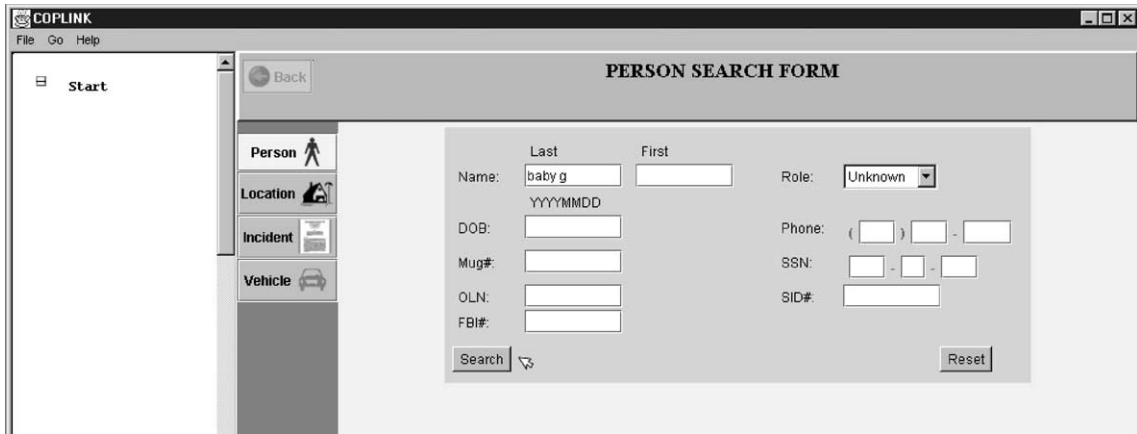 COPLINK
File Go Help
Start
Back
PERSON SEARCH FORM
Person
Location
Incident
Vehicle
Last First
Name: baby g Role: Unknown
YYYYMMDD
DOB: Phone: ( ) -
Mug#: SSN: - -
OLN: SID#:
FBI#:
Search Reset